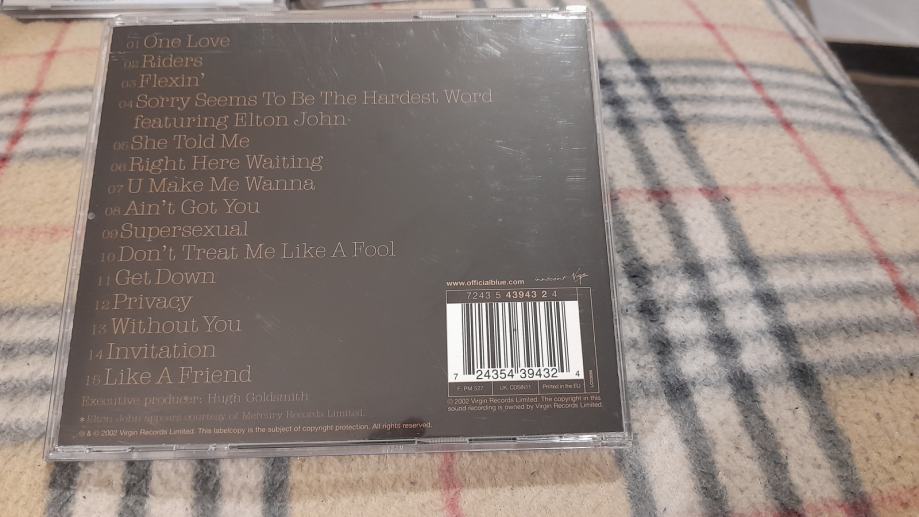 01 One Love
02 Riders
03 Flexin'
04 Sorry Seems To Be The Hardest Word
featuring Elton John
05 She Told Me
06 Right Here Waiting
07 U Make Me Wanna
08 Ain't Got You
09 Supersexual
10 Don't Treat Me Like A Fool
11 Get Down
12 Privacy
13 Without You
14 Invitation
15 Like A Friend
Executive producer: Hugh Goldsmith
*Elton John appears courtesy of Mercury Records Limited.
℗ & © 2002 Virgin Records Limited. This labelcopy is the subject of copyright protection. All rights reserved.
www.officialblue.com innocent Virgin
7243 5 43943 2 4
7 24354 39432 4
F: PM 527 UK: CDSIN11 Printed in the EU
℗ © 2002 Virgin Records Limited. The copyright in this
sound recording is owned by Virgin Records Limited.